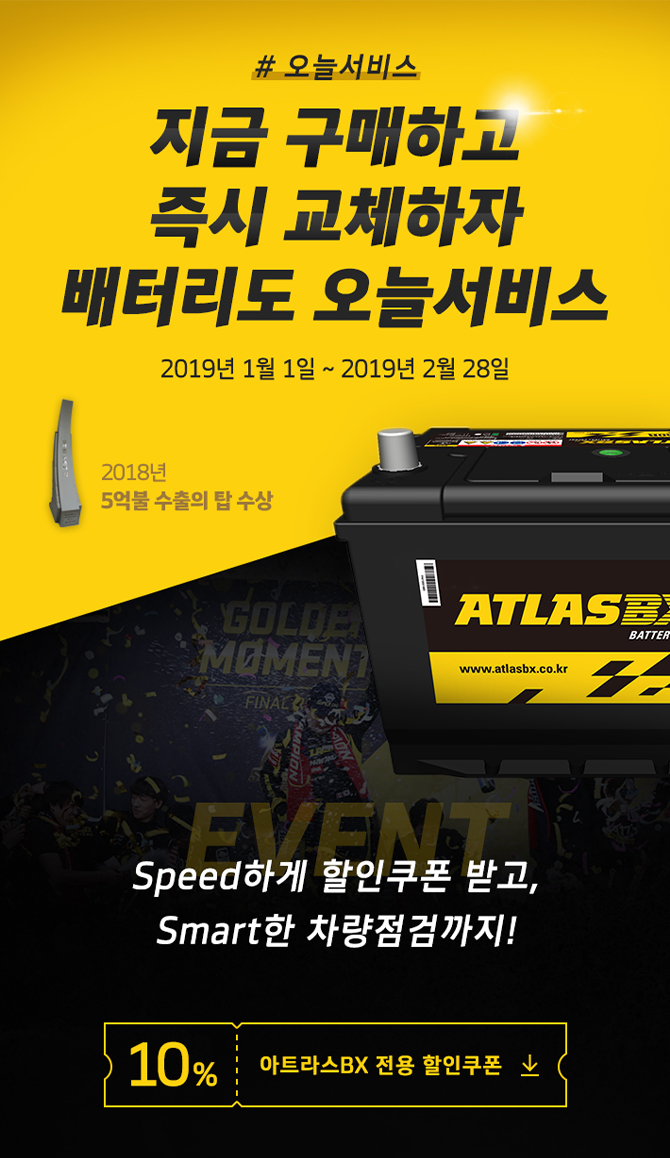 # 오늘서비스
지금 구매하고
즉시 교체하자
배터리도 오늘서비스
2019년 1월 1일 ~ 2019년 2월 28일
2018년
5억불 수출의 탑 수상
ATLASBX
BATTER
www.atlasbx.co.kr
GOLDEN
MOMENT
FINAL
EVENT
Speed하게 할인쿠폰 받고,
Smart한 차량점검까지!
10%
아트라스BX 전용 할인쿠폰